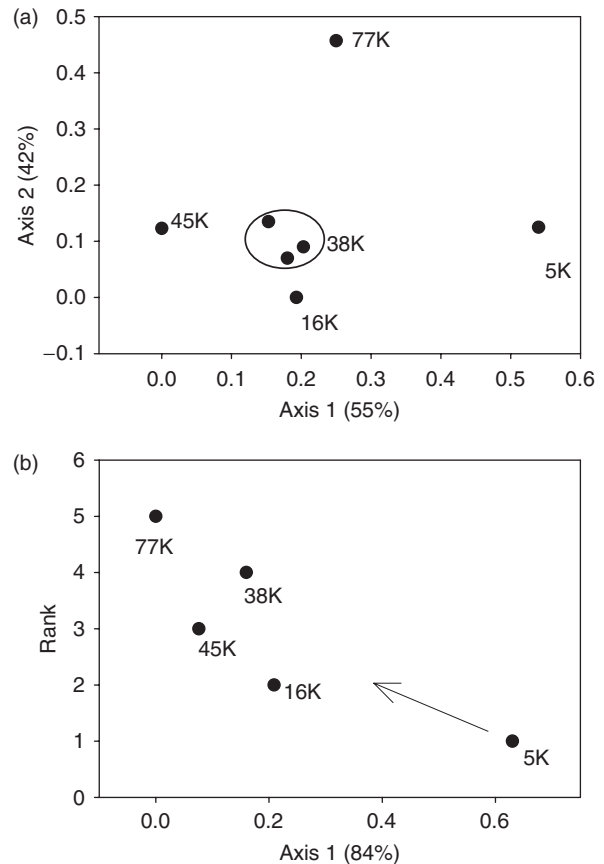 (a)
0.5
77K
0.4
0.3
Axis 2 (42%)
0.2
45K
0.1
38K
5K
0.0
16K
−0.1
0.0 0.1 0.2 0.3 0.4 0.5 0.6
Axis 1 (55%)
(b)
6
5
77K
4
38K
Rank
3
45K
2
16K
1
5K
0
0.0 0.2 0.4 0.6
Axis 1 (84%)